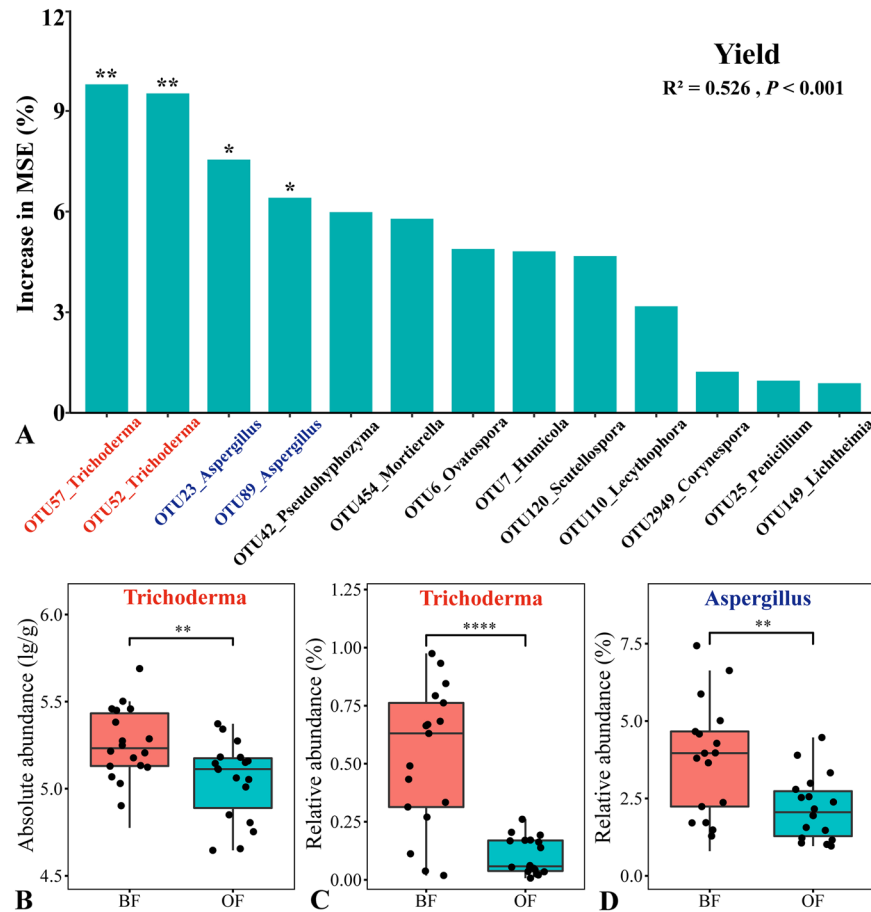 Yield
R² = 0.526 , P < 0.001
Increase in MSE (%)
12
9
6
3
0
** ** * *
A
OTU57_Trichoderma
OTU52_Trichoderma
OTU23_Aspergillus
OTU89_Aspergillus
OTU42_Pseudohyphozyma
OTU454_Mortierella
OTU6_Ovatospora
OTU7_Humicola
OTU120_Scutellospora
OTU110_Lecythophora
OTU2949_Corynespora
OTU25_Penicillium
OTU149_Lichtheimia
Trichoderma
**
Absolute abundance (lg/g)
6.0
5.5
5.0
4.5
B
BF OF
Trichoderma
****
Relative abundance (%)
1.25
1.00
0.75
0.50
0.25
0.00
C
BF OF
Aspergillus
**
Relative abundance (%)
7.5
5.0
2.5
0.0
D
BF OF